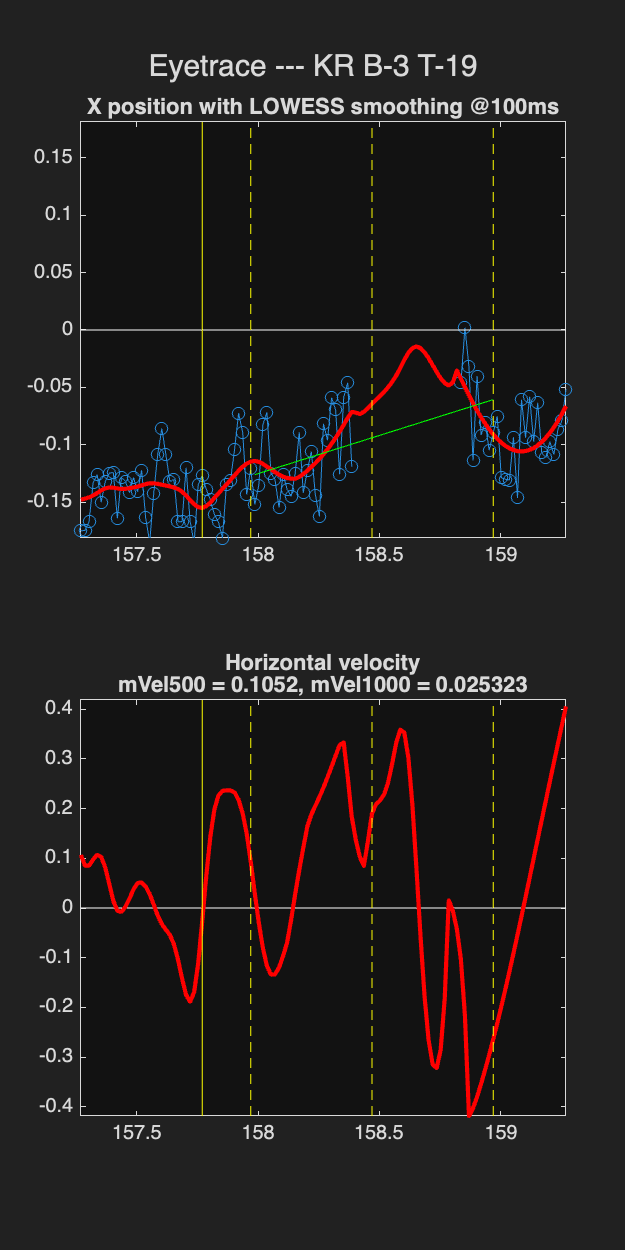 Eyetrace --- KR B-3 T-19
X position with LOWESS smoothing @100ms
0.15
0.1
0.05
0
-0.05
-0.1
-0.15
157.5 158 158.5 159
Horizontal velocity
mVel500 = 0.1052, mVel1000 = 0.025323
0.4
0.3
0.2
0.1
0
-0.1
-0.2
-0.3
-0.4
157.5 158 158.5 159